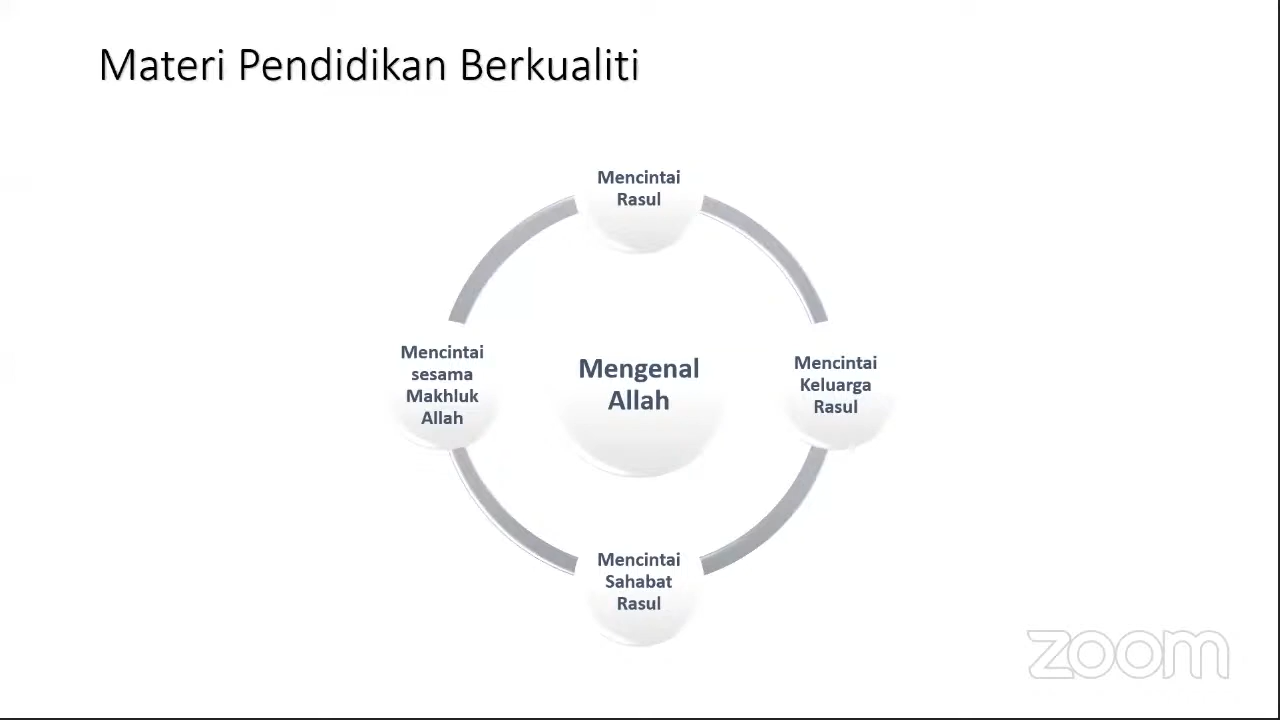 Materi Pendidikan Berkualiti
Mencintai
Rasul
Mencintai
sesama
Makhluk
Allah
Mengenal
Allah
Mencintai
Keluarga
Rasul
Mencintai
Sahabat
Rasul
zoom